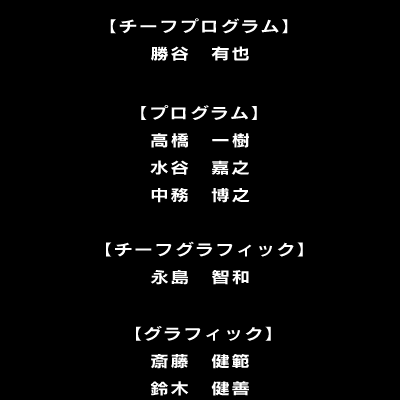 【チーフプログラム】
勝谷　有也
【プログラム】
高橋　一樹
水谷　嘉之
中務　博之
【チーフグラフィック】
永島　智和
【グラフィック】
斎藤　健範
鈴木　健善